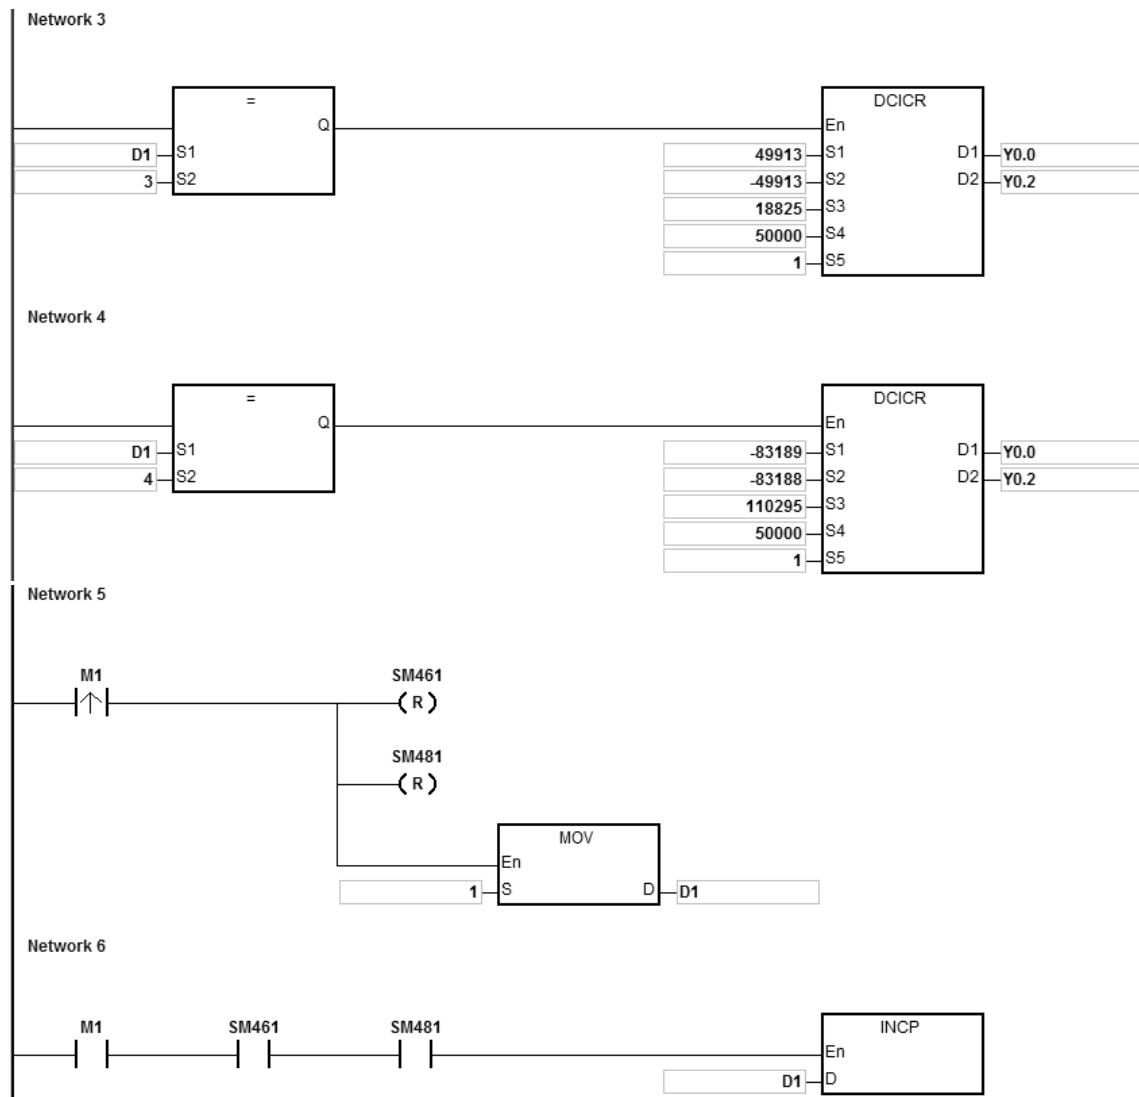 Network 3
= DCICR
Q En
D1 S1 49913 S1 D1 Y0.0
3 S2 -49913 S2 D2 Y0.2
18825 S3
50000 S4
1 S5
Network 4
= DCICR
Q En
D1 S1 -83189 S1 D1 Y0.0
4 S2 -83188 S2 D2 Y0.2
110295 S3
50000 S4
1 S5
Network 5
M1 SM461
( R )
SM481
( R )
MOV
En
1 S D D1
Network 6
M1 SM461 SM481 INCP
En
D1 D